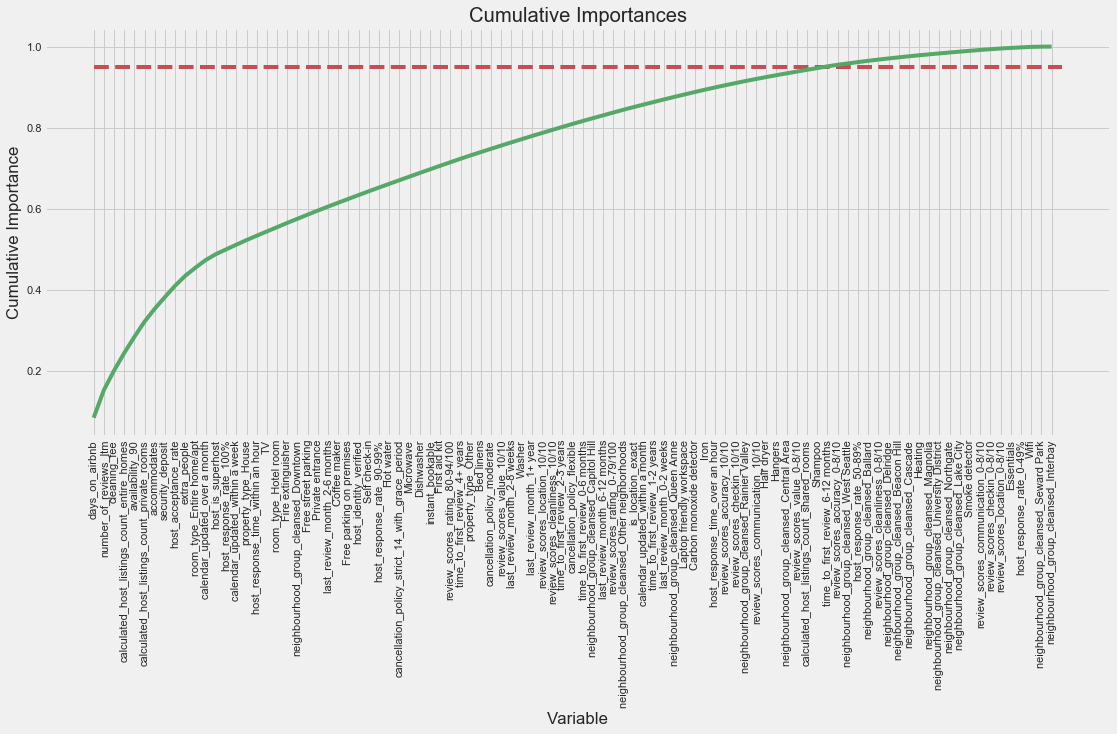 Cumulative Importances
Cumulative Importance
1.0
0.8
0.6
0.4
0.2
days_on_airbnb
number_of_reviews_ltm
cleaning_fee
calculated_host_listings_count_entire_homes
availability_90
calculated_host_listings_count_private_rooms
accommodates
security_deposit
host_acceptance_rate
extra_people
room_type_Entire home/apt
calendar_updated_over a month
host_is_superhost
host_response_rate_100%
calendar_updated_within a week
property_type_House
host_response_time_within an hour
TV
room_type_Hotel room
Fire extinguisher
neighbourhood_group_cleansed_Downtown
Free street parking
Private entrance
last_review_month_2-6 months
Coffee maker
Free parking on premises
host_identity_verified
Self check-in
host_response_rate_90-99%
Hot water
cancellation_policy_strict_14_with_grace_period
Microwave
Dishwasher
instant_bookable
First aid kit
review_scores_rating_80-94/100
time_to_first_review_4+ years
property_type_Other
Bed linens
cancellation_policy_moderate
review_scores_value_10/10
last_review_month_2-8 weeks
Washer
last_review_month_1+ year
review_scores_location_10/10
review_scores_cleanliness_10/10
time_to_first_review_2-3 years
cancellation_policy_flexible
time_to_first_review_0-6 months
neighbourhood_group_cleansed_Capitol Hill
last_review_month_6-12 months
review_scores_rating_0-79/100
neighbourhood_group_cleansed_Other neighborhoods
is_location_exact
calendar_updated_within a month
time_to_first_review_1-2 years
last_review_month_0-2 weeks
neighbourhood_group_cleansed_Queen Anne
Laptop friendly workspace
Carbon monoxide detector
Iron
host_response_time_over an hour
review_scores_accuracy_10/10
review_scores_checkin_10/10
neighbourhood_group_cleansed_Rainier Valley
review_scores_communication_10/10
Hair dryer
Hangers
neighbourhood_group_cleansed_Central Area
review_scores_value_0-8/10
calculated_host_listings_count_shared_rooms
Shampoo
time_to_first_review_6-12 months
review_scores_accuracy_0-8/10
neighbourhood_group_cleansed_West Seattle
host_response_rate_50-89%
neighbourhood_group_cleansed_Ballard
review_scores_cleanliness_0-8/10
neighbourhood_group_cleansed_Delridge
neighbourhood_group_cleansed_Beacon Hill
neighbourhood_group_cleansed_Cascade
Heating
neighbourhood_group_cleansed_Magnolia
neighbourhood_group_cleansed_University District
neighbourhood_group_cleansed_Northgate
neighbourhood_group_cleansed_Lake City
Smoke detector
review_scores_communication_0-8/10
review_scores_checkin_0-8/10
review_scores_location_0-8/10
Essentials
host_response_rate_0-49%
Wifi
neighbourhood_group_cleansed_Seward Park
neighbourhood_group_cleansed_Interbay
Variable